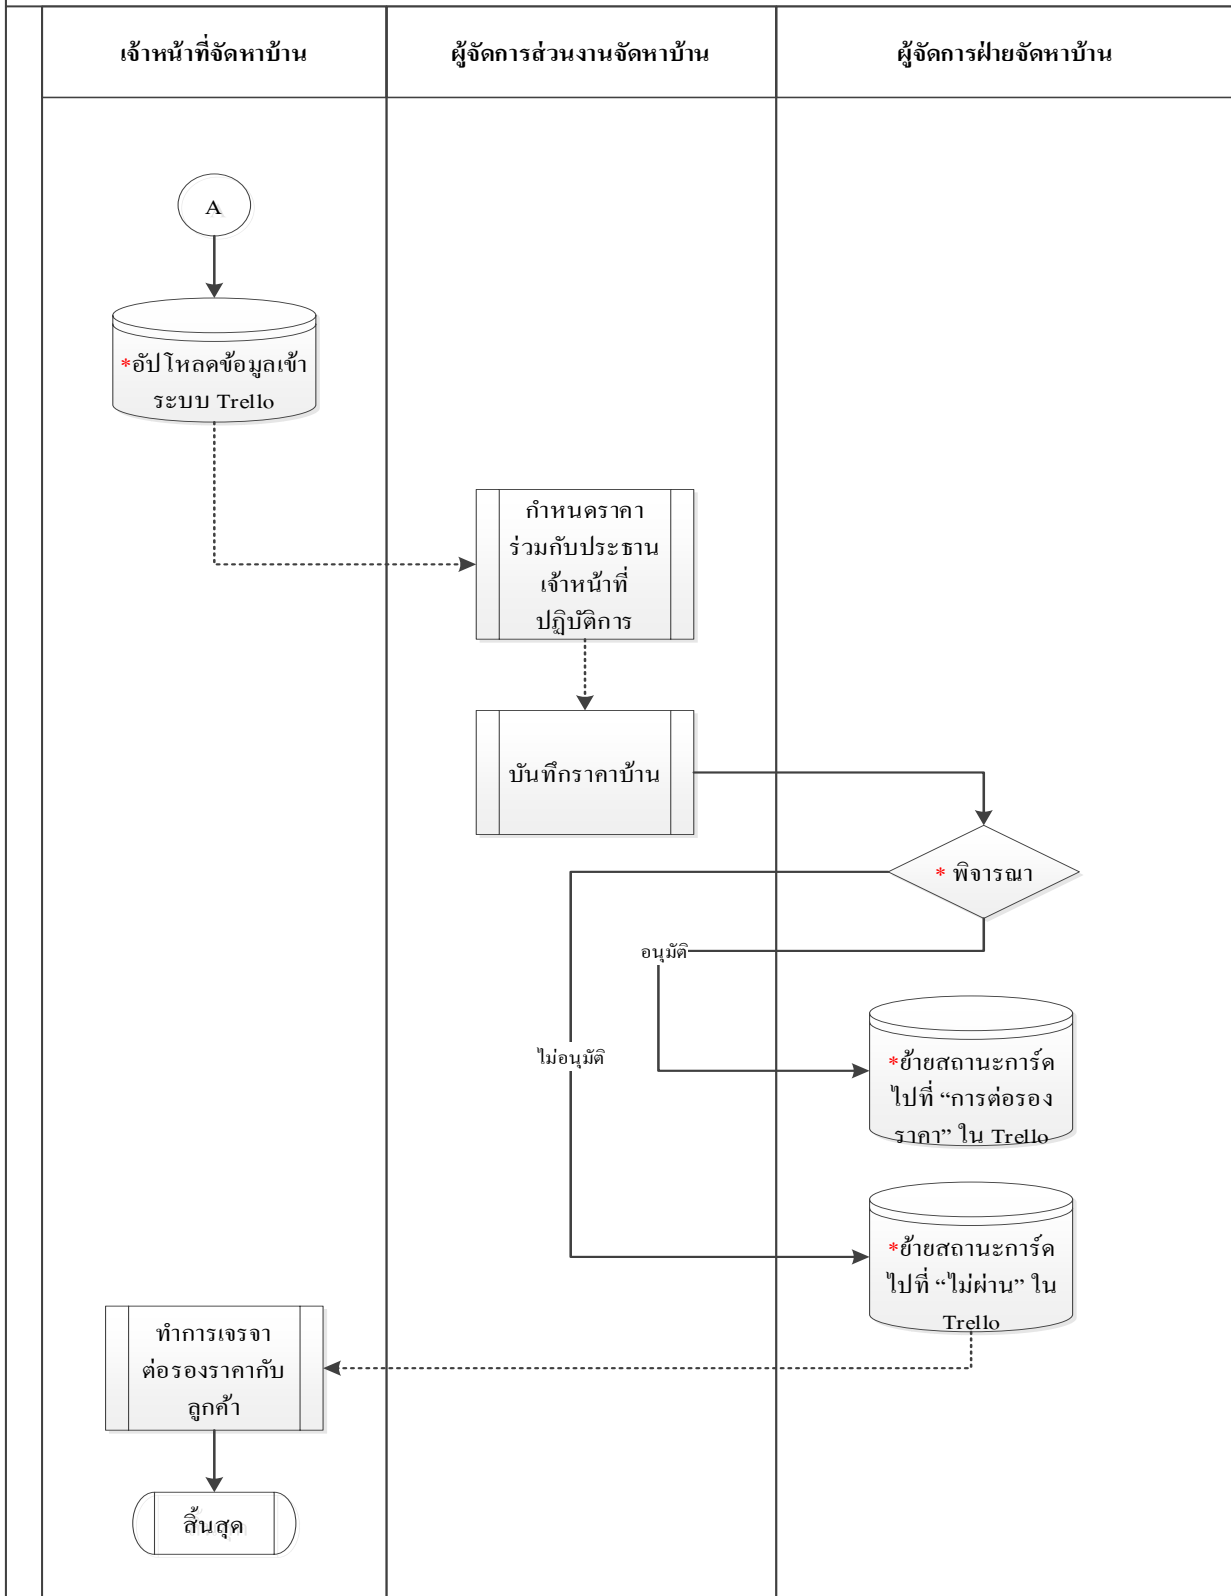 เจ้าหน้าที่จัดหาบ้าน
ผู้จัดการส่วนงานจัดหาบ้าน
ผู้จัดการฝ่ายจัดหาบ้าน
A
*อัปโหลดข้อมูลเข้า
ระบบ Trello
กำหนดราคา
ร่วมกับประธาน
เจ้าหน้าที่
ปฏิบัติการ
บันทึกราคาบ้าน
* พิจารณา
อนุมัติ
ไม่อนุมัติ
*ย้ายสถานะการ์ด
ไปที่ “การต่อรอง
ราคา” ใน Trello
*ย้ายสถานะการ์ด
ไปที่ “ไม่ผ่าน” ใน
Trello
ทำการเจรจา
ต่อรองราคากับ
ลูกค้า
สิ้นสุด